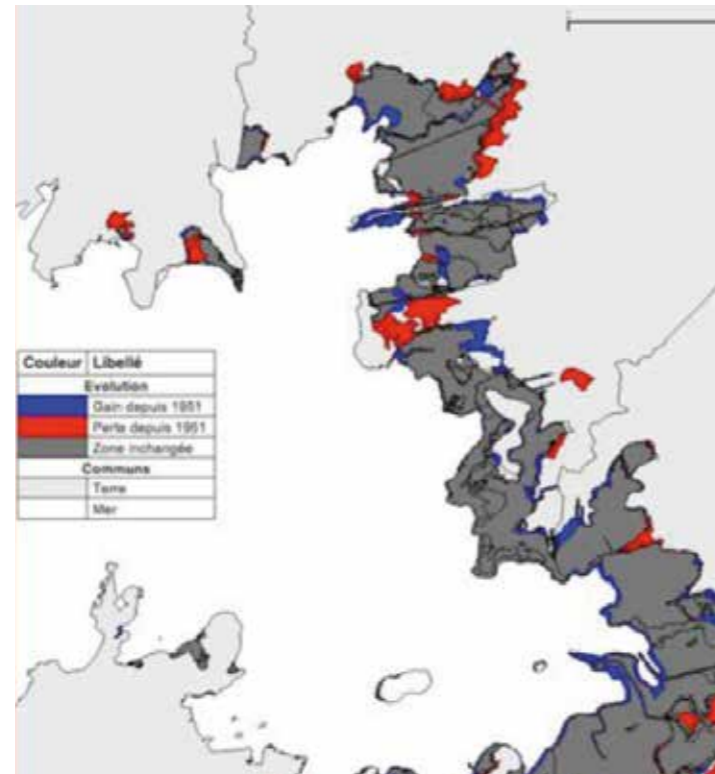 Couleur Libellé
Evolution
Gain depuis 1951
Perte depuis 1951
Zone inchangée
Communs
Terre
Mer